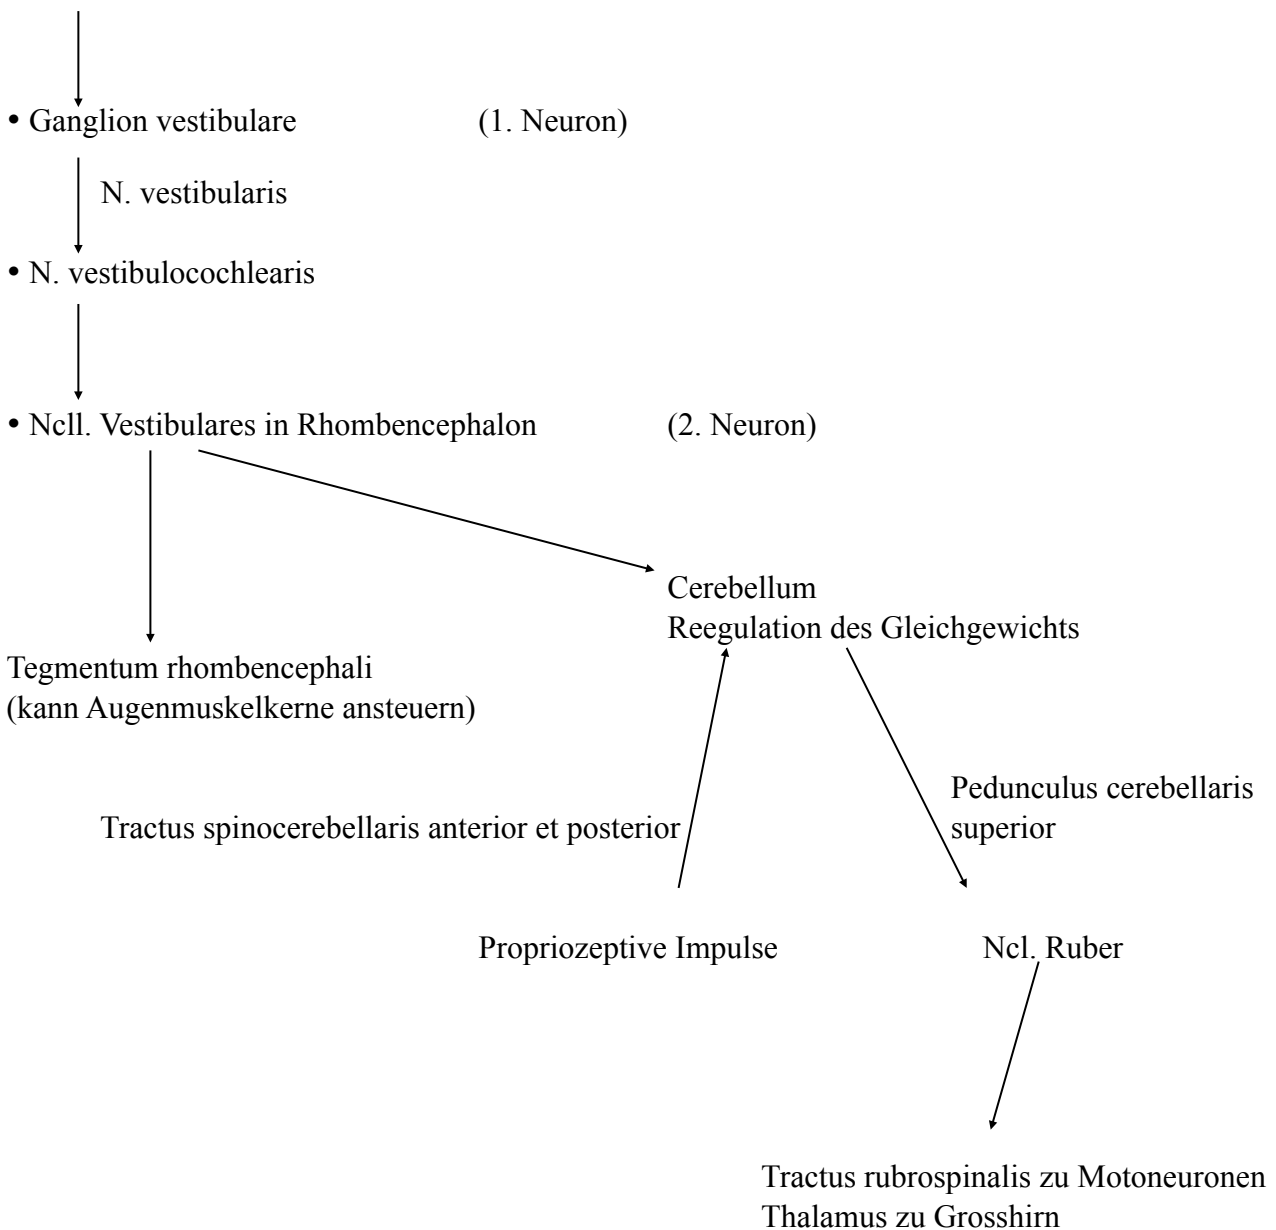 • Ganglion vestibulare (1. Neuron)
N. vestibularis
• N. vestibulocochlearis
• Ncll. Vestibulares in Rhombencephalon (2. Neuron)
Cerebellum
Reegulation des Gleichgewichts
Tegmentum rhombencephali
(kann Augenmuskelkerne ansteuern)
Pedunculus cerebellaris
superior
Tractus spinocerebellaris anterior et posterior
Propriozeptive Impulse
Ncl. Ruber
Tractus rubrospinalis zu Motoneuronen
Thalamus zu Grosshirn